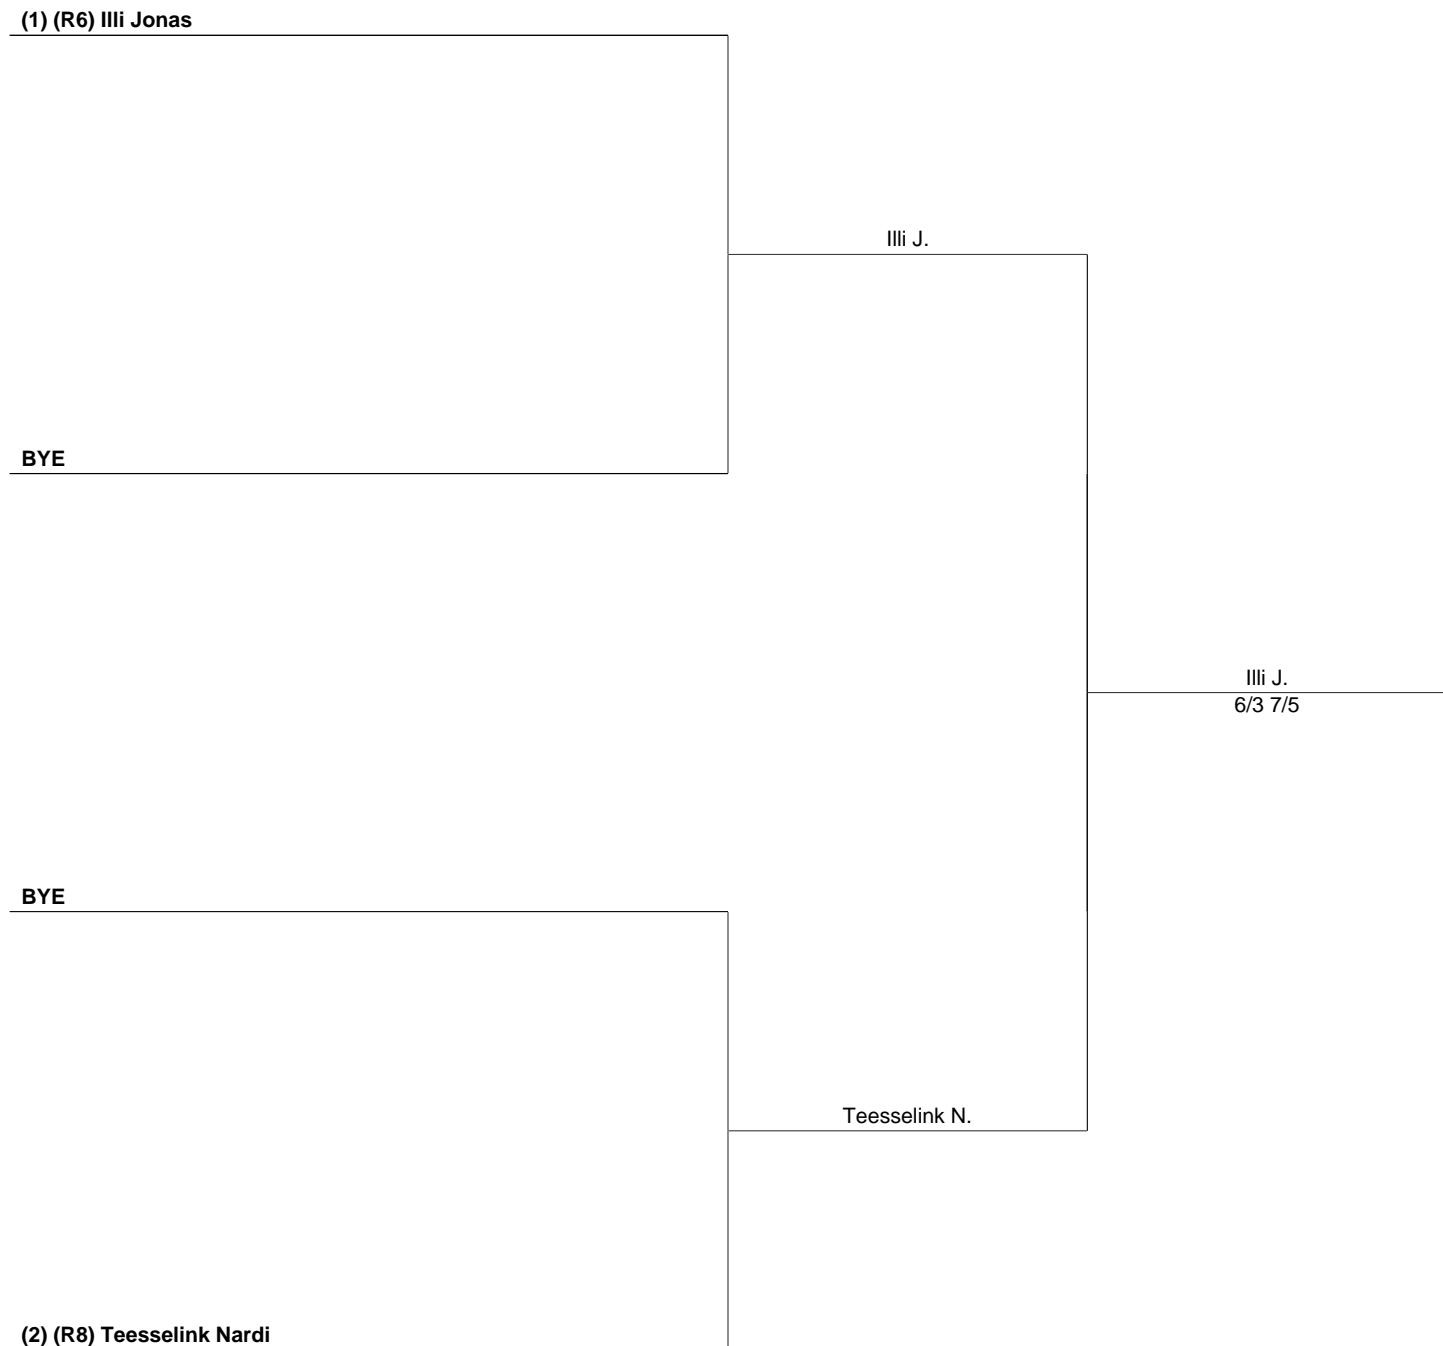 (1) (R6) Illi Jonas
Illi J.
BYE
Illi J.
6/3 7/5
BYE
Teesselink N.
(2) (R8) Teesselink Nardi